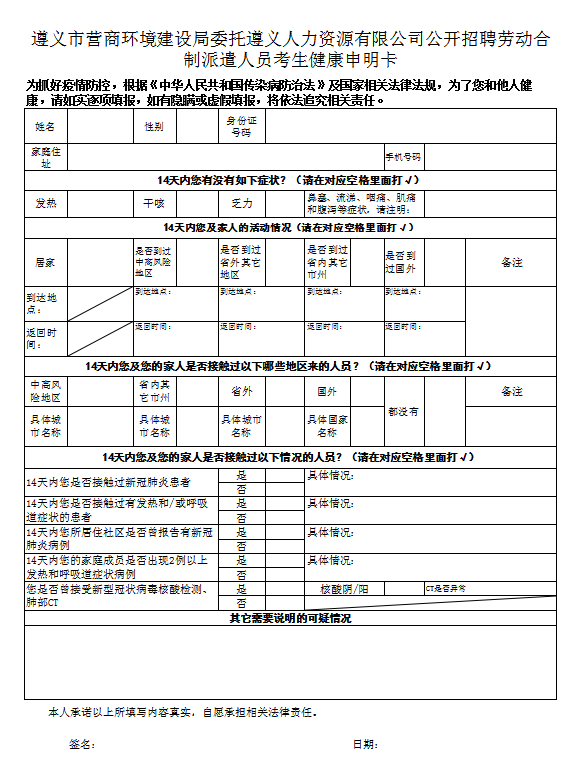 遵义市营商环境建设局委托遵义人力资源有限公司公开招聘劳动合
制派遣人员考生健康申明卡
为抓好疫情防控，根据《中华人民共和国传染病防治法》及国家相关法律法规，为了您和他人健
康，请如实逐项填报，如有隐瞒或虚假填报，将依法追究相关责任。
姓名 性别 身份证
号码
家庭住
址 手机号码
14天内您有没有如下症状？（请在对应空格里面打√）
发热 干咳 乏力 鼻塞、流涕、咽痛、肌痛
和腹泻等症状，请注明：
14天内您及家人的活动情况（请在对应空格里面打√）
居家 是否到过
中高风险
地区 是否到过
省外其它
地区 是否到过
省内其它
市州 是否到
过国外 备注
到达地
点： 到达地点： 到达地点： 到达地点： 到达地点：
返回时
间： 返回时间： 返回时间： 返回时间： 返回时间：
14天内您及您的家人是否接触过以下哪些地区来的人员？（请在对应空格里面打√）
中高风
险地区 省内其
它市州 省外 国外 都没有 备注
具体城
市名称 具体城
市名称 具体城市
名称 具体国家
名称
14天内您及您的家人是否接触过以下情况的人员？（请在对应空格里面打√）
14天内您是否接触过新冠肺炎患者 是 具体情况：
否
14天内您是否接触过有发热和/或呼吸
道症状的患者 是 具体情况：
否
14天内您所居住社区是否曾报告有新冠
肺炎病例 是 具体情况：
否
14天内您的家庭成员是否出现2例以上
发热和呼吸道症状病例 是 具体情况：
否
您是否曾接受新型冠状病毒核酸检测、
肺部CT 是 核酸阴/阳 CT是否异常
否
其它需要说明的可疑情况
本人承诺以上所填写内容真实，自愿承担相关法律责任。
签名： 日期：